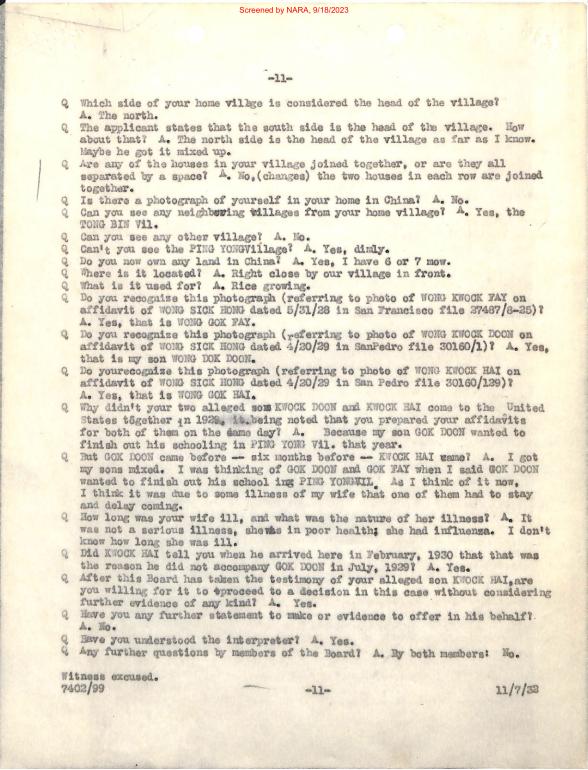 Screened by NARA, 9/18/2023
-11-
Q Which side of your home village is considered the head of the village?
A. The north.
Q The applicant states that the south side is the head of the village. How
about that? A. The north side is the head of the village as far as I know.
Maybe he got it mixed up.
Q Are any of the houses in your village joined together, or are they all
separated by a space? A. No,(changes) the two houses in each row are joined
together.
Q Is there a photograph of yourself in your home in China? A. No.
Q Can you see any neighboring villages from your home village? A. Yes, the
TONG BIN Vil.
Q Can you see any other village? A. No.
Q Can't you see the PING YONGVillage? A. Yes, dimly.
Q Do you now own any land in China? A. Yes, I have 6 or 7 mow.
Q Where is it located? A. Right close by our village in front.
Q What is it used for? A. Rice growing.
Q Do you recognize this photograph (referring to photo of WONG KWOCK FAY on
affidavit of WONG SICK HONG dated 5/31/28 in San Francisco file 27487/8-25)?
A. Yes, that is WONG GOK FAY.
Q Do you recognize this photograph (referring to photo of WONG KWOCK DOON on
affidavit of WONG SICK HONG dated 4/20/29 in SanPedro file 30160/1)? A. Yes,
that is my son WONG DOK DOON.
Q Do yourecognize this photograph (referring to photo of WONG KWOCK HAI on
affidavit of WONG SICK HONG dated 4/20/29 in San Pedro file 30160/129)?
A. Yes, that is WONG GOK HAI.
Q Why didn't your two alleged son KWOCK DOON and KWOCK HAI come to the United
States together in 1929, it being noted that you prepared your affidavits
for both of them on the same day? A. Because my son GOK DOON wanted to
finish out his schooling in PING YONG Vil. that year.
Q But GOK DOON came before -- six months before -- KWOCK HAI came? A. I got
my sons mixed. I was thinking of GOK DOON and GOK FAY when I said GOK DOON
wanted to finish out his school ing PING YONGVIL. As I think of it now,
I think it was due to some illness of my wife that one of them had to stay
and delay coming.
Q How long was your wife ill, and what was the nature of her illness? A. It
was not a serious illness, shewas in poor health; she had influenza. I don't
know how long she was ill.
Q Did KWOCK HAI tell you when he arrived here in February, 1930 that that was
the reason he did not accompany GOK DOON in July, 1929? A. Yes.
Q After this Board has taken the testimony of your alleged son KWOCK HAI,are
you willing for it to proceed to a decision in this case without considering
further evidence of any kind? A. Yes.
Q Have you any further statement to make or evidence to offer in his behalf?
A. No.
Q Have you understood the interpreter? A. Yes.
Q Any further questions by members of the Board? A. By both members: No.
Witness excused.
7402/99 -11- 11/7/32